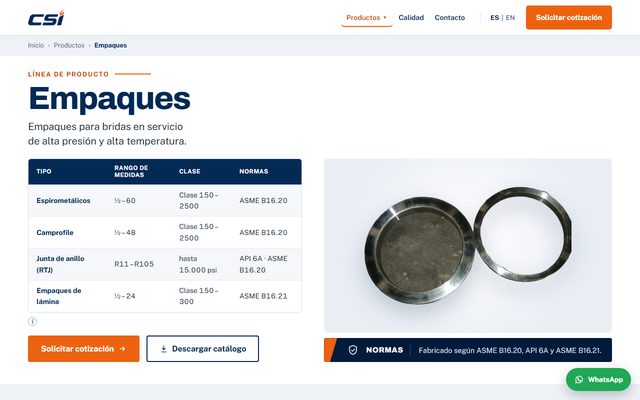 CSI
Productos
Calidad
Contacto
ES | EN
Solicitar cotización
Inicio › Productos › Empaques
LÍNEA DE PRODUCTO
Empaques
Empaques para bridas en servicio
de alta presión y alta temperatura.
TIPO RANGO DE MEDIDAS CLASE NORMAS
Espirometálicos ½–60 Clase 150–2500 ASME B16.20
Camprofile ½–48 Clase 150–2500 ASME B16.20
Junta de anillo (RTJ) R11–R105 hasta 15.000 psi API 6A · ASME B16.20
Empaques de lámina ½–24 Clase 150–300 ASME B16.21
Solicitar cotización →
Descargar catálogo
NORMAS Fabricado según ASME B16.20, API 6A y ASME B16.21.
WhatsApp